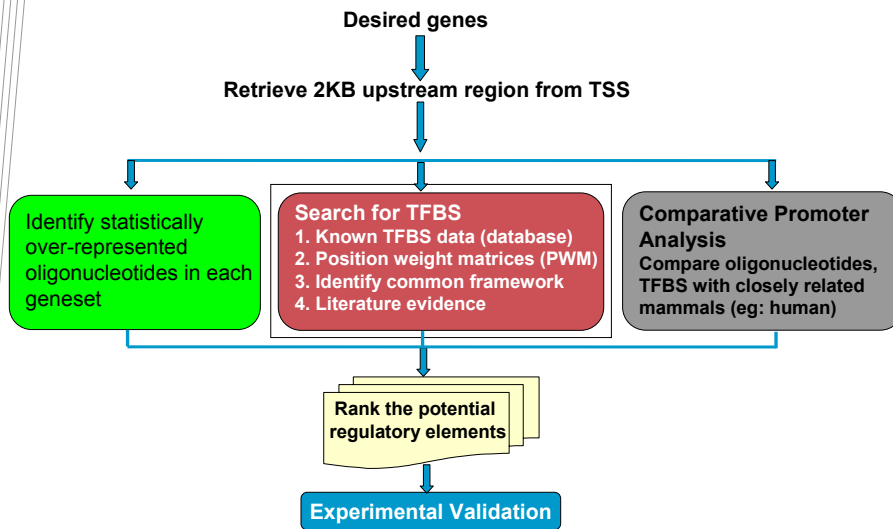 Desired genes
Retrieve 2KB upstream region from TSS
Identify statistically
over-represented
oligonucleotides in each
geneset
Search for TFBS
1. Known TFBS data (database)
2. Position weight matrices (PWM)
3. Identify common framework
4. Literature evidence
Comparative Promoter
Analysis
Compare oligonucleotides,
TFBS with closely related
mammals (eg: human)
Rank the potential
regulatory elements
Experimental Validation